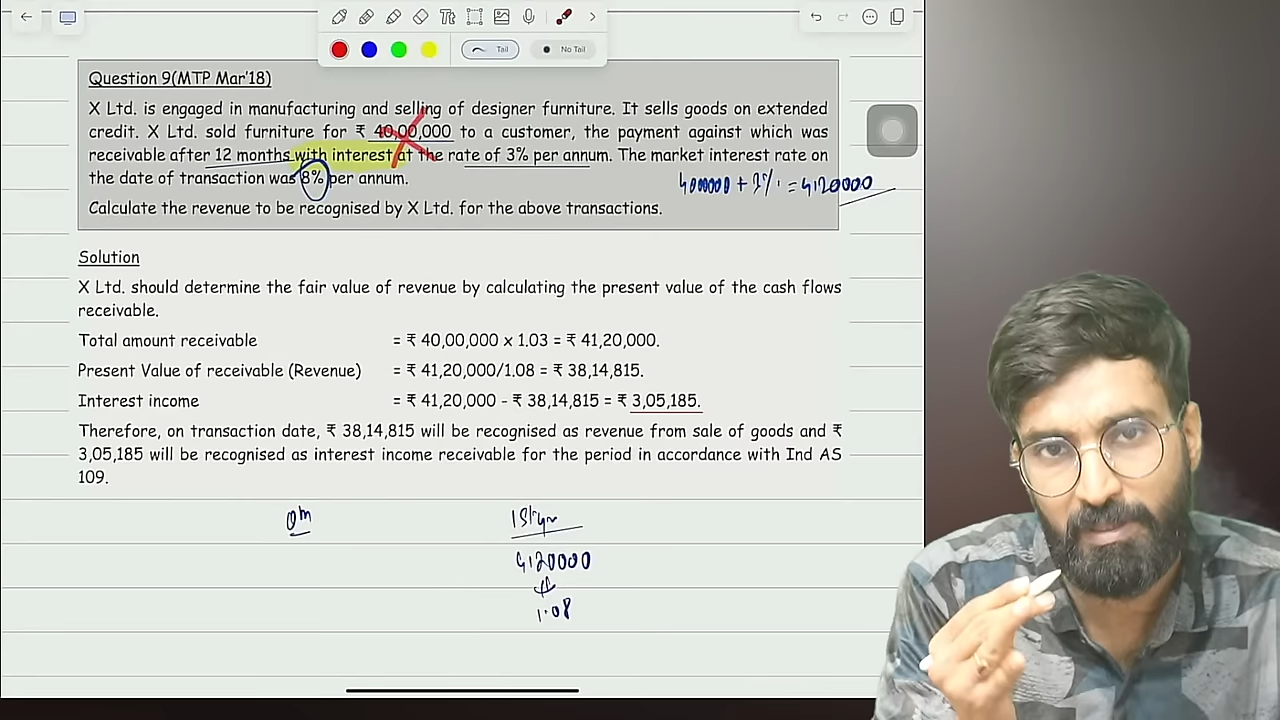 Tt
Tail
No Tail
Question 9(MTP Mar'18)
X Ltd. is engaged in manufacturing and selling of designer furniture. It sells goods on extended
credit. X Ltd. sold furniture for ₹ 40,00,000 to a customer, the payment against which was
receivable after 12 months with interest at the rate of 3% per annum. The market interest rate on
the date of transaction was 8% per annum.
4000000 + 3% = 4120000
Calculate the revenue to be recognised by X Ltd. for the above transactions.
Solution
X Ltd. should determine the fair value of revenue by calculating the present value of the cash flows
receivable.
Total amount receivable = ₹ 40,00,000 x 1.03 = ₹ 41,20,000.
Present Value of receivable (Revenue) = ₹ 41,20,000/1.08 = ₹ 38,14,815.
Interest income = ₹ 41,20,000 - ₹ 38,14,815 = ₹ 3,05,185.
Therefore, on transaction date, ₹ 38,14,815 will be recognised as revenue from sale of goods and ₹
3,05,185 will be recognised as interest income receivable for the period in accordance with Ind AS
109.
4120000
1.08